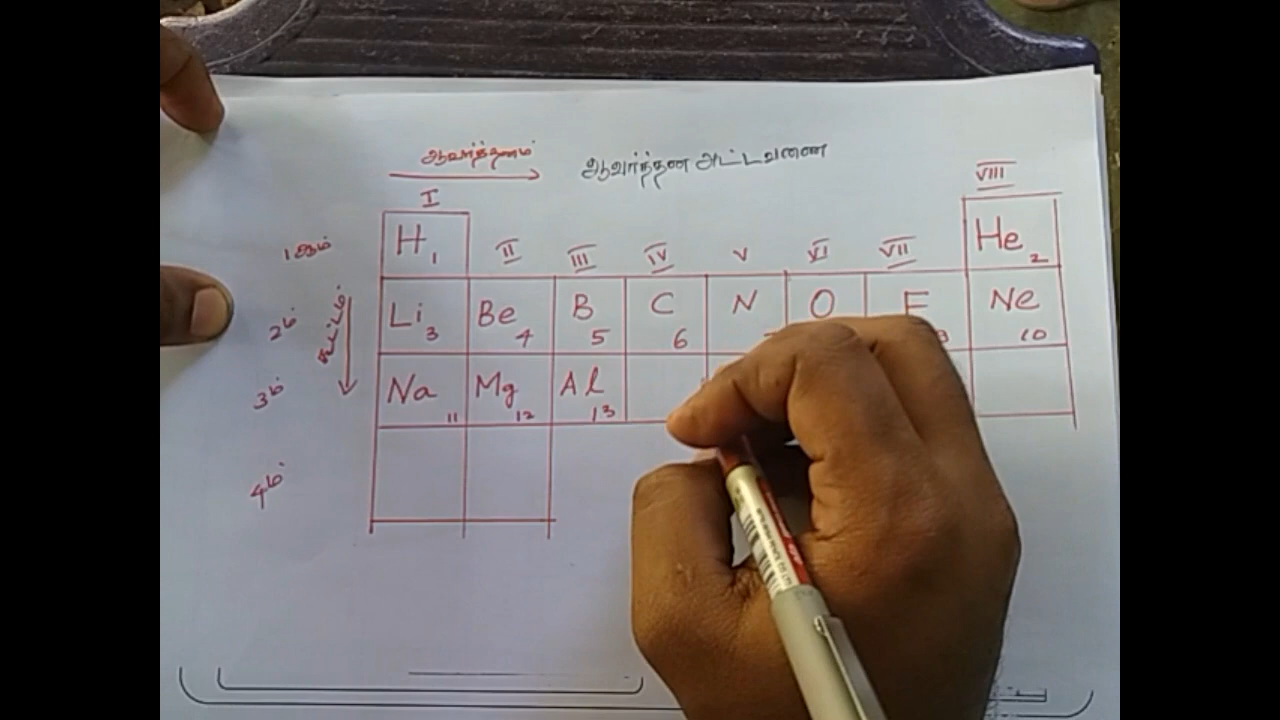 ஆவர்த்தனம்
ஆவர்த்தன அட்டவணை
VIII
I
1ஆம் H 1 II III IV V VI VII He 2
2ம் Li 3 Be 4 B 5 C 6 N O F Ne 10
கூட்டம்
3ம் Na 11 Mg 12 Al 13
4ம்